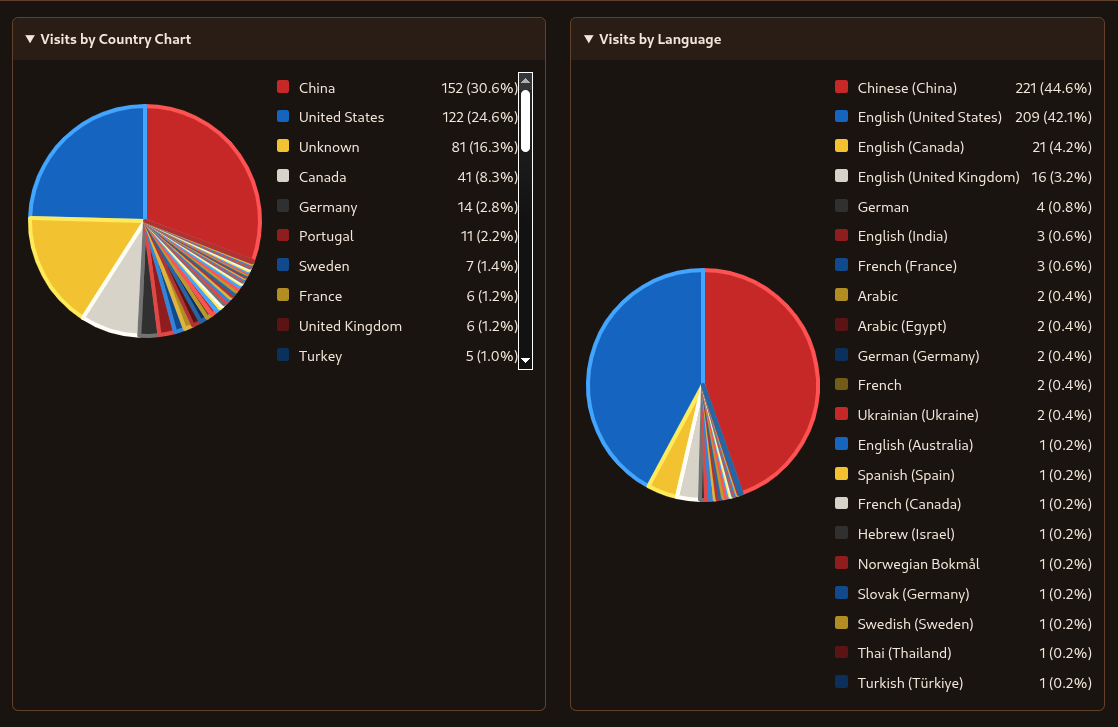 ▼ Visits by Country Chart
China 152 (30.6%)
United States 122 (24.6%)
Unknown 81 (16.3%)
Canada 41 (8.3%)
Germany 14 (2.8%)
Portugal 11 (2.2%)
Sweden 7 (1.4%)
France 6 (1.2%)
United Kingdom 6 (1.2%)
Turkey 5 (1.0%)
▼ Visits by Language
Chinese (China) 221 (44.6%)
English (United States) 209 (42.1%)
English (Canada) 21 (4.2%)
English (United Kingdom) 16 (3.2%)
German 4 (0.8%)
English (India) 3 (0.6%)
French (France) 3 (0.6%)
Arabic 2 (0.4%)
Arabic (Egypt) 2 (0.4%)
German (Germany) 2 (0.4%)
French 2 (0.4%)
Ukrainian (Ukraine) 2 (0.4%)
English (Australia) 1 (0.2%)
Spanish (Spain) 1 (0.2%)
French (Canada) 1 (0.2%)
Hebrew (Israel) 1 (0.2%)
Norwegian Bokmål 1 (0.2%)
Slovak (Germany) 1 (0.2%)
Swedish (Sweden) 1 (0.2%)
Thai (Thailand) 1 (0.2%)
Turkish (Türkiye) 1 (0.2%)